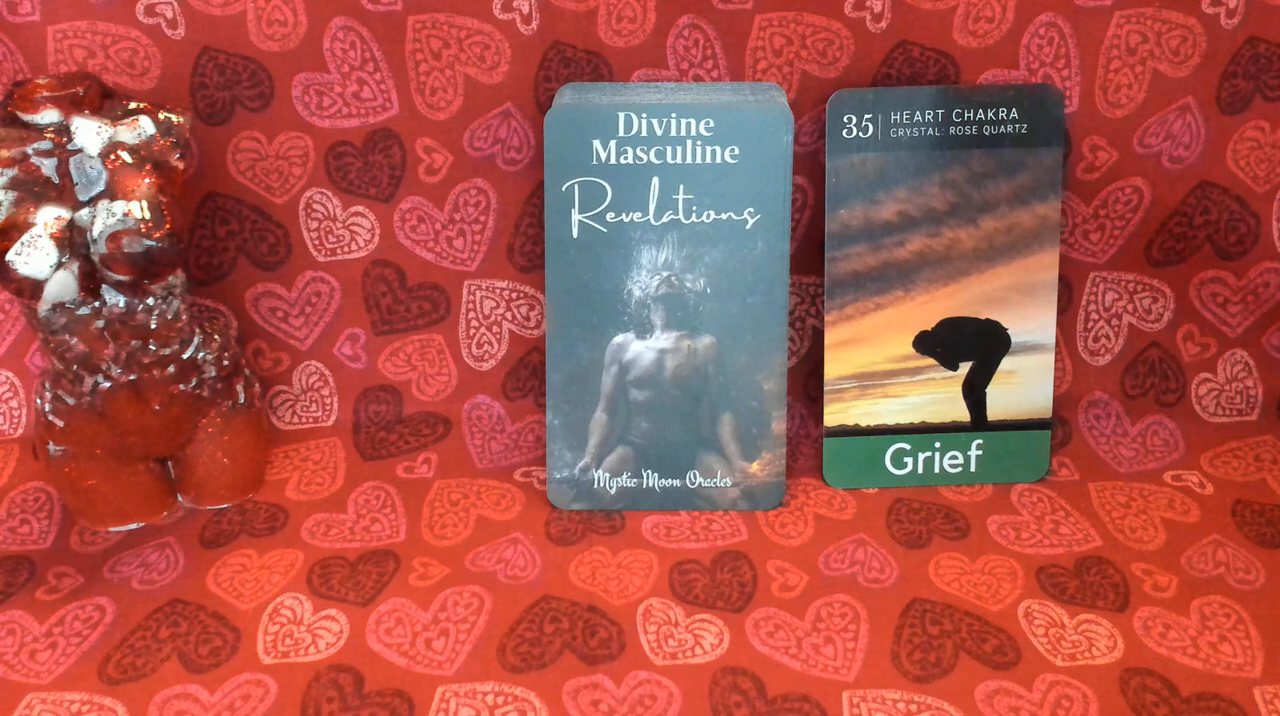 Divine
Masculine
Revelations
Mystic Moon Oracles
35 | HEART CHAKRA
CRYSTAL: ROSE QUARTZ
Grief